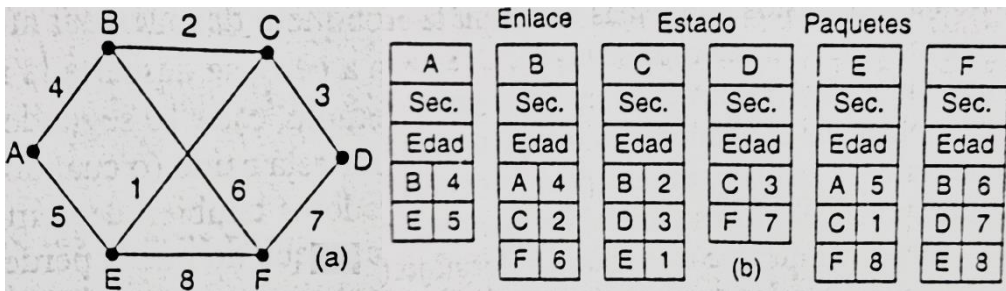 B 2 C
4 3
A D
1 6
5 7
(a)
E 8 F
Enlace Estado Paquetes
A B C D E F
Sec. Sec. Sec. Sec. Sec. Sec.
Edad Edad Edad Edad Edad Edad
B 4 A 4 B 2 C 3 A 5 B 6
E 5 C 2 D 3 F 7 C 1 D 7
F 6 E 1 (b) F 8 E 8